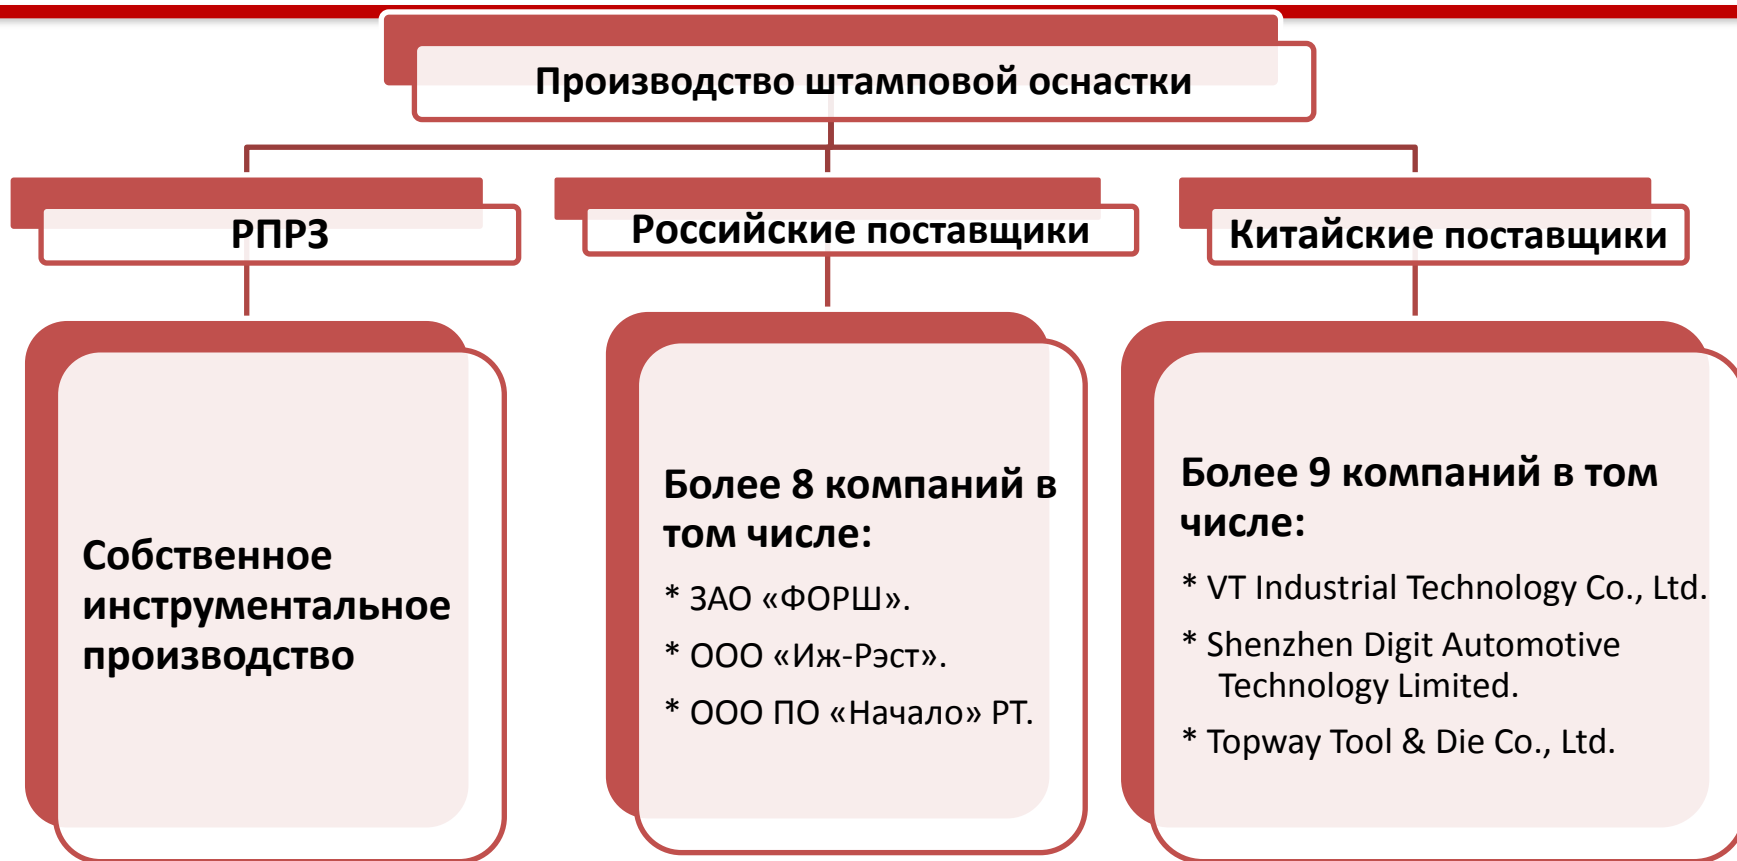 Производство штамповой оснастки
РПРЗ
Российские поставщики
Китайские поставщики
Собственное
инструментальное
производство
Более 8 компаний в
том числе:
* ЗАО «ФОРШ».
* ООО «Иж-Рэст».
* ООО ПО «Начало» РТ.
Более 9 компаний в том
числе:
* VT Industrial Technology Co., Ltd.
* Shenzhen Digit Automotive
Technology Limited.
* Topway Tool & Die Co., Ltd.